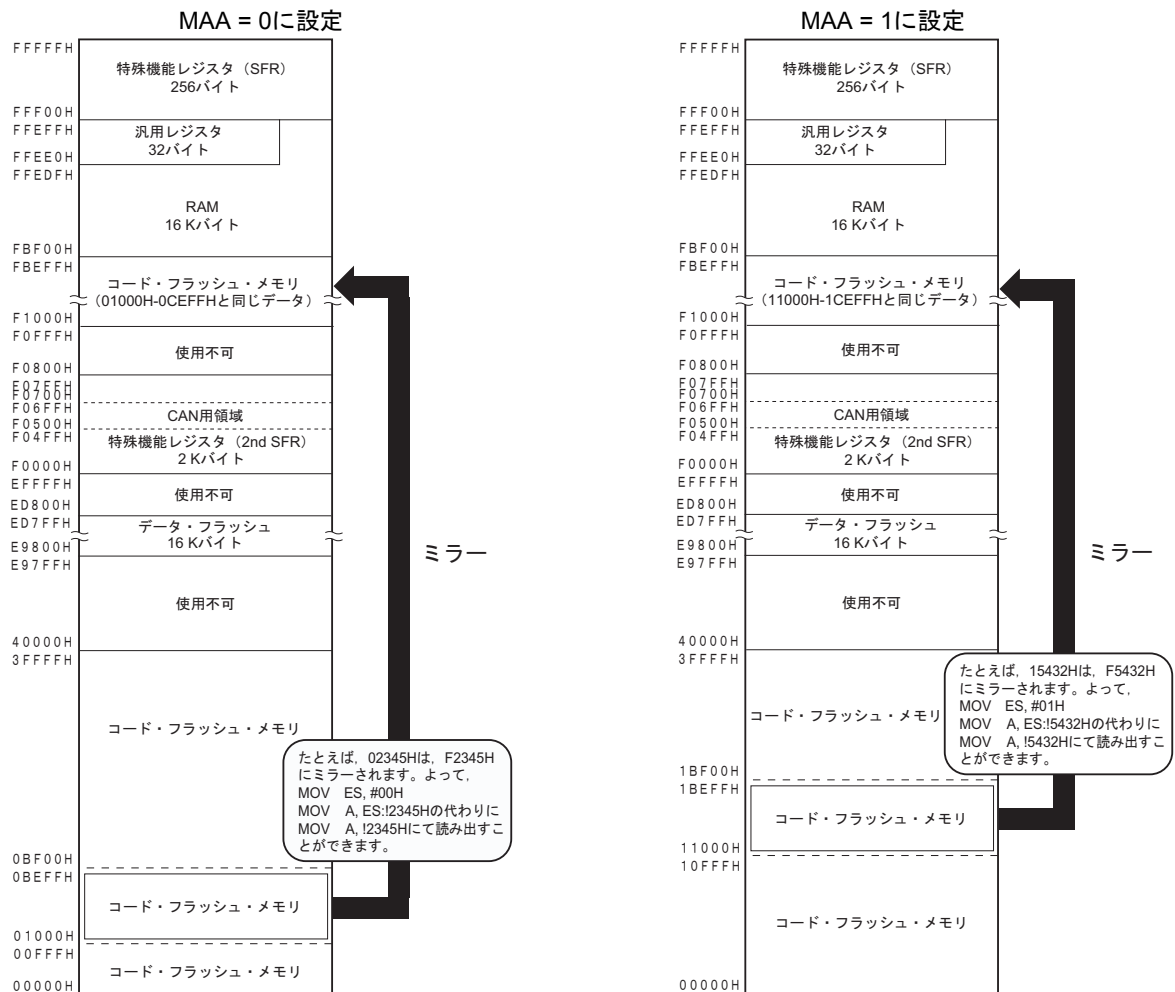 MAA = 0に設定
FFFFFH
特殊機能レジスタ（SFR）
256バイト
FFF00H
FFEFFH
汎用レジスタ
32バイト
FFEE0H
FFEDFH
RAM
16 Kバイト
FBF00H
FBEFFH
コード・フラッシュ・メモリ
（01000H-0CEFFHと同じデータ）
F1000H
F0FFFH
使用不可
F0800H
F07FFH
F0700H
F06FFH
CAN用領域
F0500H
F04FFH
特殊機能レジスタ（2nd SFR）
2 Kバイト
F0000H
EFFFFH
使用不可
ED800H
ED7FFH
データ・フラッシュ
16 Kバイト
E9800H
E97FFH
ミラー
使用不可
40000H
3FFFFH
コード・フラッシュ・メモリ
たとえば，02345Hは，F2345H
にミラーされます。よって，
MOV ES, #00H
MOV A, ES:!2345Hの代わりに
MOV A, !2345Hにて読み出すこ
とができます。
0BF00H
0BEFFH
コード・フラッシュ・メモリ
01000H
00FFFH
コード・フラッシュ・メモリ
00000H
MAA = 1に設定
FFFFFH
特殊機能レジスタ（SFR）
256バイト
FFF00H
FFEFFH
汎用レジスタ
32バイト
FFEE0H
FFEDFH
RAM
16 Kバイト
FBF00H
FBEFFH
コード・フラッシュ・メモリ
（11000H-1CEFFHと同じデータ）
F1000H
F0FFFH
使用不可
F0800H
F07FFH
F0700H
F06FFH
CAN用領域
F0500H
F04FFH
特殊機能レジスタ（2nd SFR）
2 Kバイト
F0000H
EFFFFH
使用不可
ED800H
ED7FFH
データ・フラッシュ
16 Kバイト
E9800H
E97FFH
ミラー
使用不可
40000H
3FFFFH
たとえば，15432Hは，F5432H
にミラーされます。よって，
MOV ES, #01H
MOV A, ES:!5432Hの代わりに
MOV A, !5432Hにて読み出すこ
とができます。
コード・フラッシュ・メモリ
1BF00H
1BEFFH
コード・フラッシュ・メモリ
11000H
10FFFH
コード・フラッシュ・メモリ
00000H